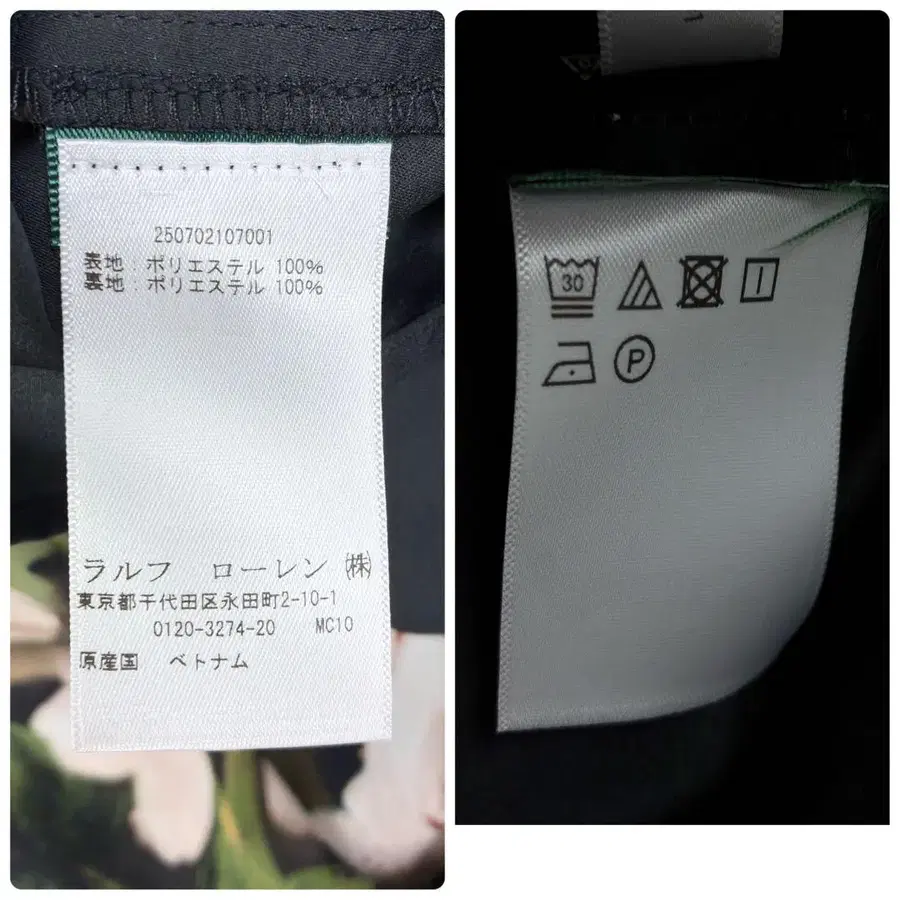 250702107001
表地：ポリエステル 100%
裏地：ポリエステル 100%
ラルフ　ローレン ㈱
東京都千代田区永田町2-10-1
0120-3274-20 MC10
原産国　ベトナム
30
P